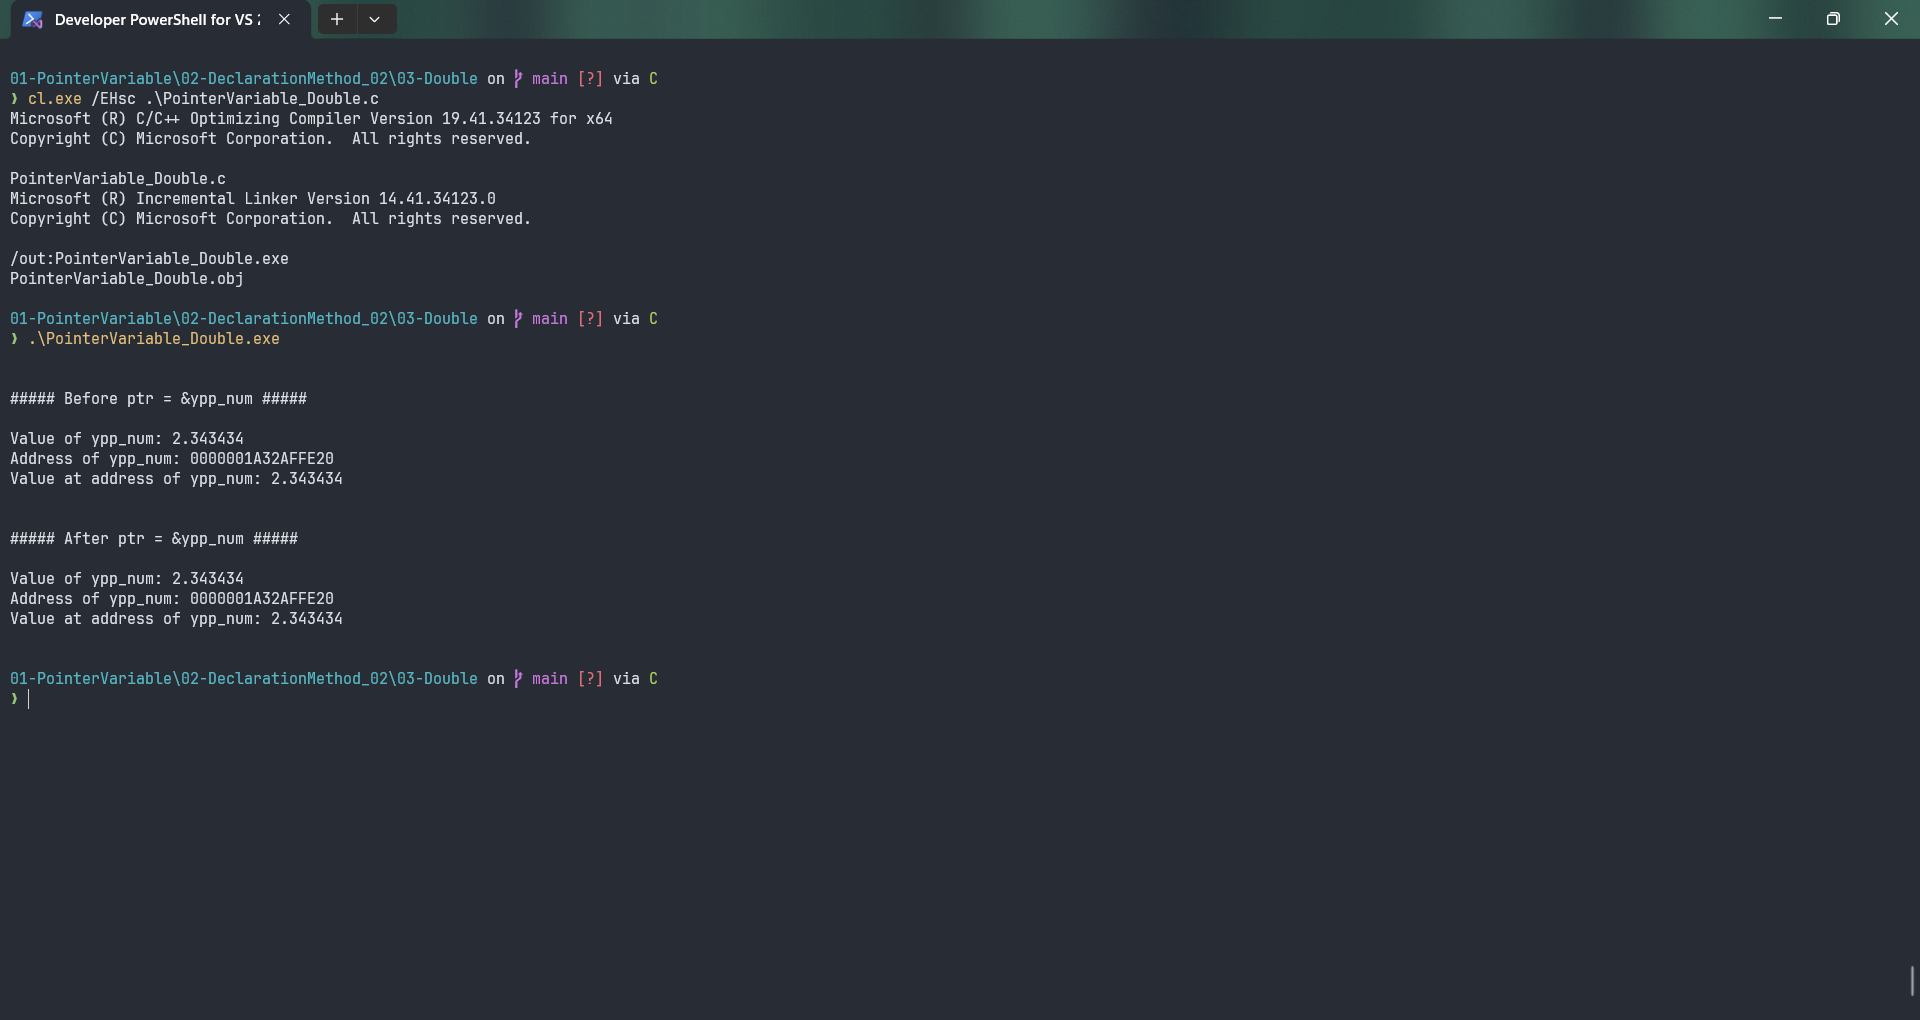 Developer PowerShell for VS 2
01-PointerVariable\02-DeclarationMethod_02\03-Double on main [?] via C
❯ cl.exe /EHsc .\PointerVariable_Double.c
Microsoft (R) C/C++ Optimizing Compiler Version 19.41.34123 for x64
Copyright (C) Microsoft Corporation.  All rights reserved.
PointerVariable_Double.c
Microsoft (R) Incremental Linker Version 14.41.34123.0
Copyright (C) Microsoft Corporation.  All rights reserved.
/out:PointerVariable_Double.exe
PointerVariable_Double.obj
01-PointerVariable\02-DeclarationMethod_02\03-Double on main [?] via C
❯ .\PointerVariable_Double.exe
##### Before ptr = &ypp_num #####
Value of ypp_num: 2.343434
Address of ypp_num: 0000001A32AFFE20
Value at address of ypp_num: 2.343434
##### After ptr = &ypp_num #####
Value of ypp_num: 2.343434
Address of ypp_num: 0000001A32AFFE20
Value at address of ypp_num: 2.343434
01-PointerVariable\02-DeclarationMethod_02\03-Double on main [?] via C
❯